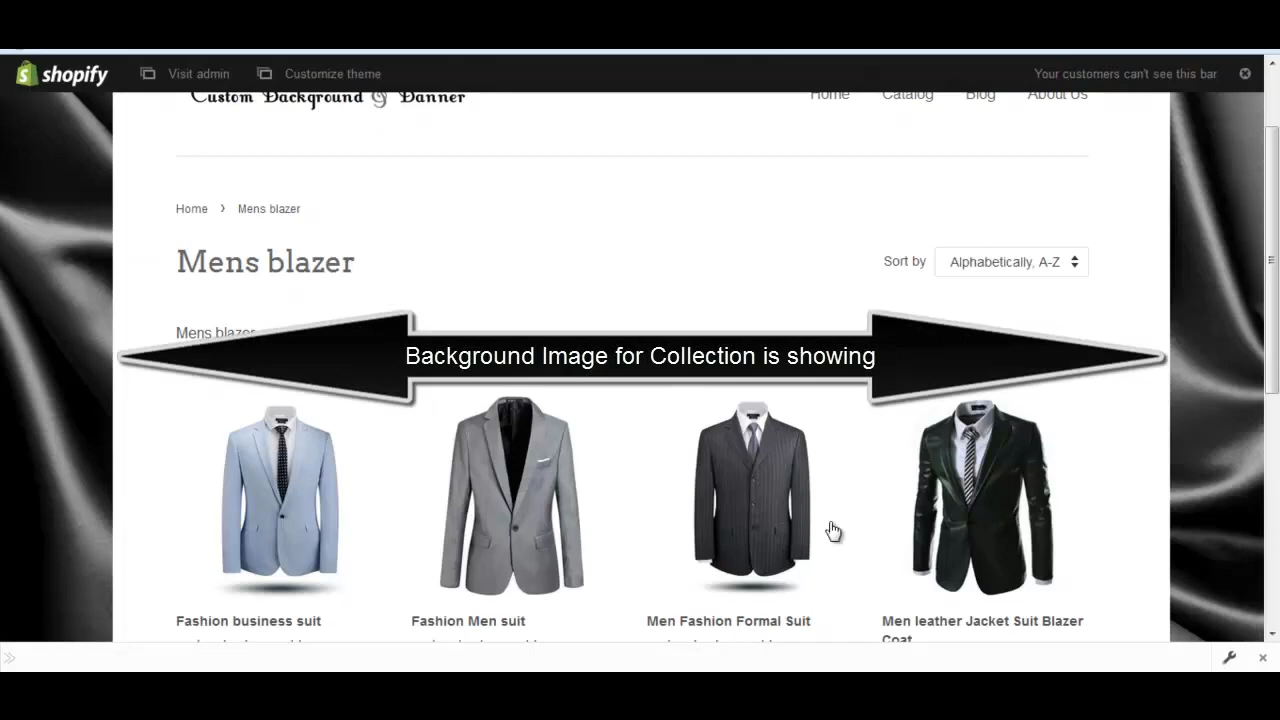 shopify Visit admin Customize theme Your customers can't see this bar
Custom Background & Banner Home Catalog Blog About Us
Home › Mens blazer
Mens blazer
Sort by Alphabetically, A-Z
Mens blazer
Background Image for Collection is showing
Fashion business suit Fashion Men suit Men Fashion Formal Suit Men leather Jacket Suit Blazer
Coat